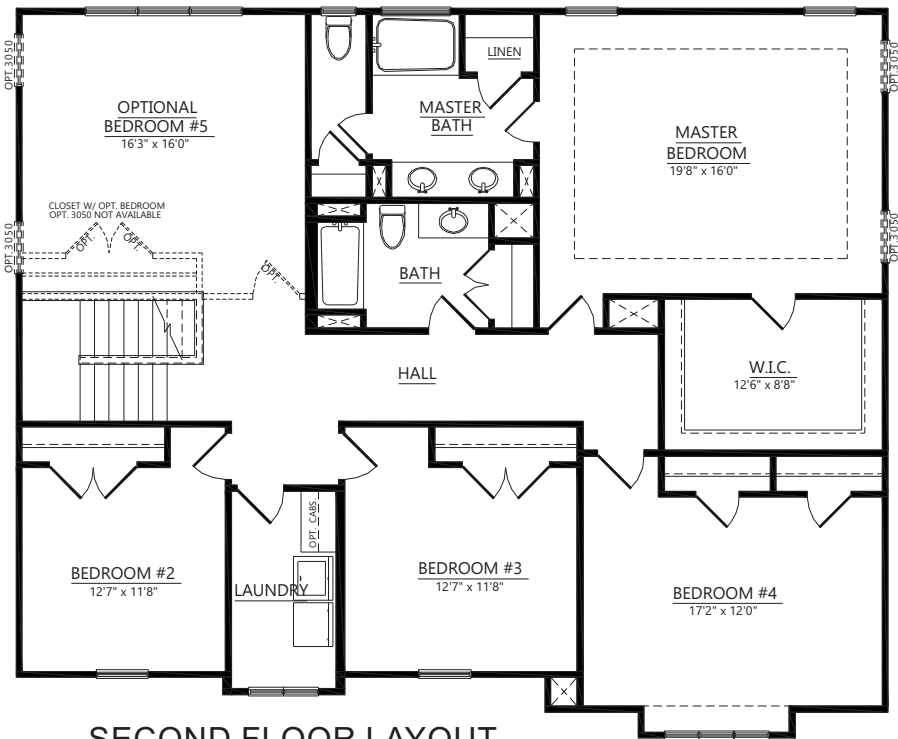 OPT.3050
OPTIONAL
BEDROOM #5
16'3" x 16'0"
CLOSET W/ OPT. BEDROOM
OPT. 3050 NOT AVAILABLE
OPT.
OPT.
OPT.3050
OPT.
LINEN
MASTER
BATH
MASTER
BEDROOM
19'8" x 16'0"
OPT.3050
OPT.3050
BATH
HALL
W.I.C.
12'6" x 8'8"
BEDROOM #2
12'7" x 11'8"
OPT. CABS.
LAUNDRY
BEDROOM #3
12'7" x 11'8"
BEDROOM #4
17'2" x 12'0"
SECOND FLOOR LAYOUT